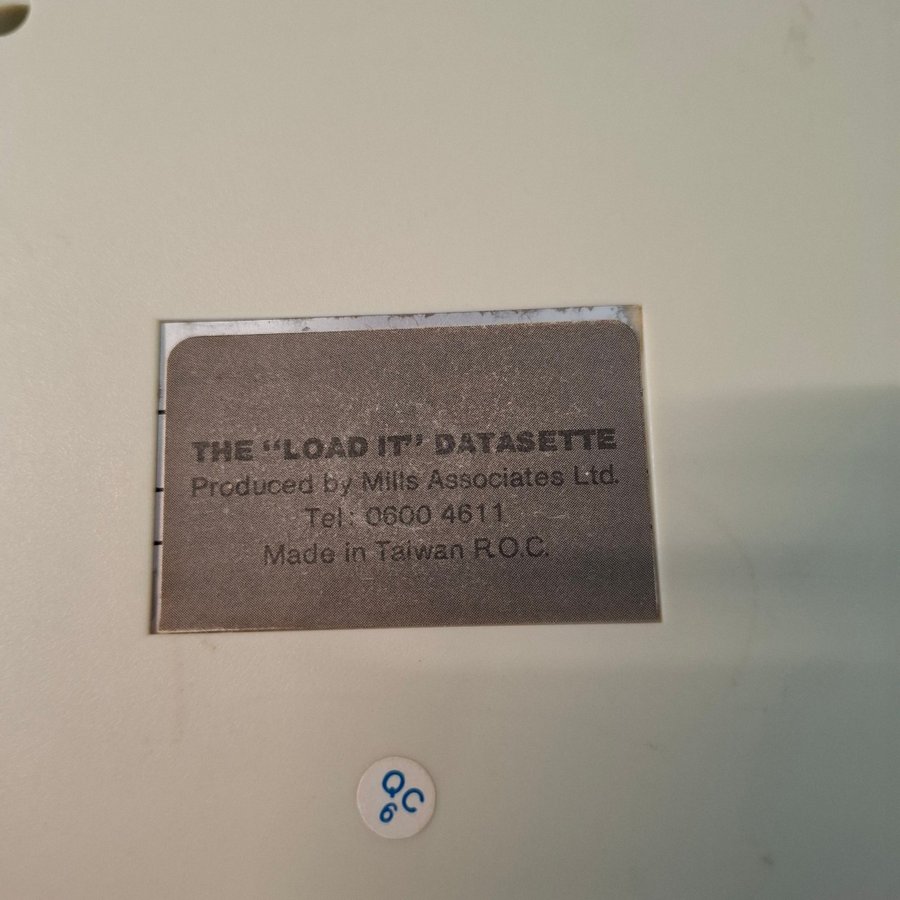 THE “LOAD IT” DATASETTE
Produced by Mills Associates Ltd.
Tel: 0600 4611
Made in Taiwan R.O.C.
QC
6